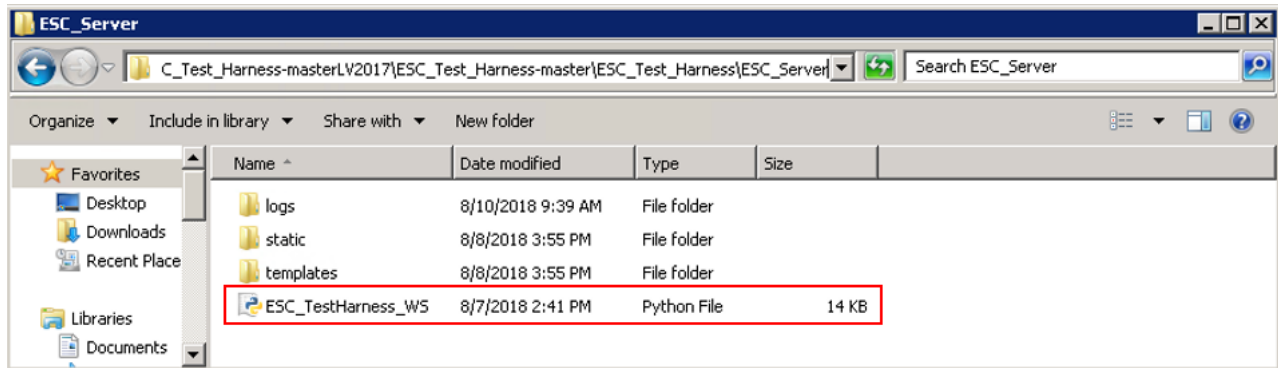 ESC_Server
C_Test_Harness-masterLV2017\ESC_Test_Harness-master\ESC_Test_Harness\ESC_Server Search ESC_Server
Organize Include in library Share with New folder
Favorites
Desktop
Downloads
Recent Place
Libraries
Documents
Name Date modified Type Size
logs 8/10/2018 9:39 AM File folder
static 8/8/2018 3:55 PM File folder
templates 8/8/2018 3:55 PM File folder
ESC_TestHarness_WS 8/7/2018 2:41 PM Python File 14 KB